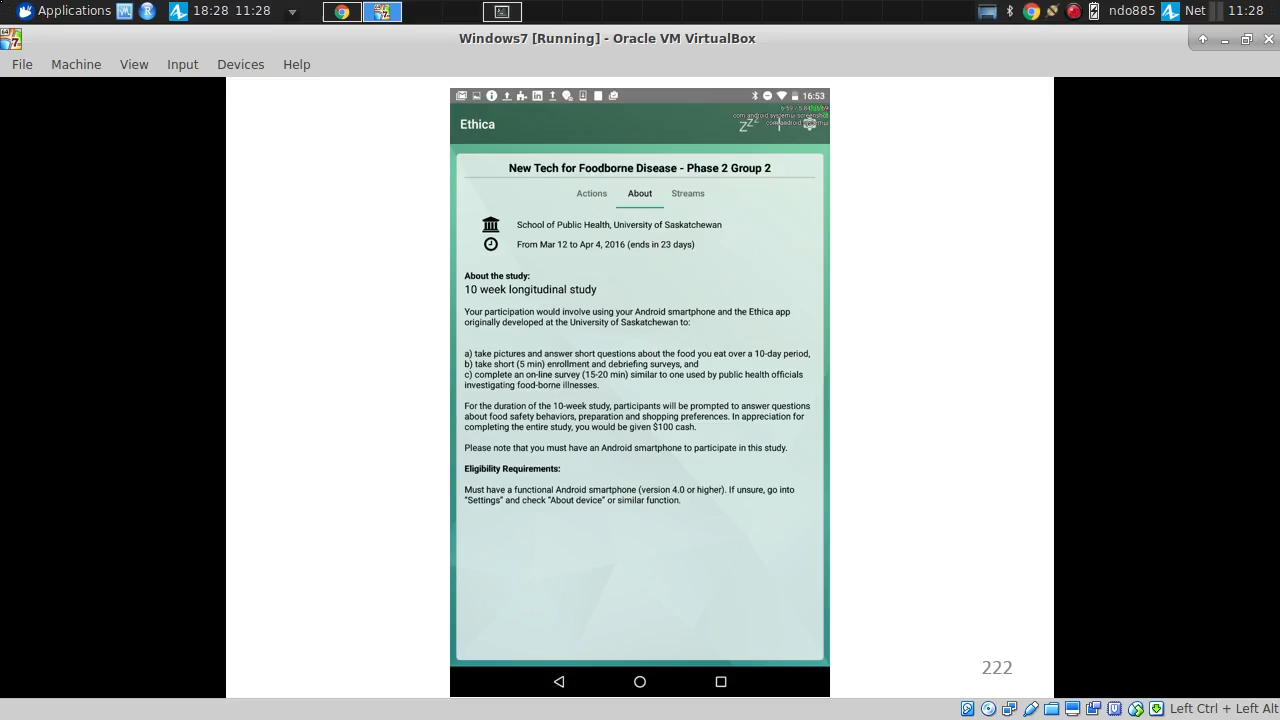 18:28 11:28
ndo885
Net
11:28
Windows7 [Running] - Oracle VM VirtualBox
File Machine View Input Devices Help
16:53
Ethica
New Tech for Foodborne Disease - Phase 2 Group 2
Actions About Streams
School of Public Health, University of Saskatchewan
From Mar 12 to Apr 4, 2016 (ends in 23 days)
About the study:
10 week longitudinal study
Your participation would involve using your Android smartphone and the Ethica app
originally developed at the University of Saskatchewan to:
a) take pictures and answer short questions about the food you eat over a 10-day period,
b) take short (5 min) enrollment and debriefing surveys, and
c) complete an on-line survey (15-20 min) similar to one used by public health officials
investigating food-borne illnesses.
For the duration of the 10-week study, participants will be prompted to answer questions
about food safety behaviors, preparation and shopping preferences. In appreciation for
completing the entire study, you would be given $100 cash.
Please note that you must have an Android smartphone to participate in this study.
Eligibility Requirements:
Must have a functional Android smartphone (version 4.0 or higher). If unsure, go into
“Settings” and check “About device” or similar function.
222
Ctrl Left + Left Alt